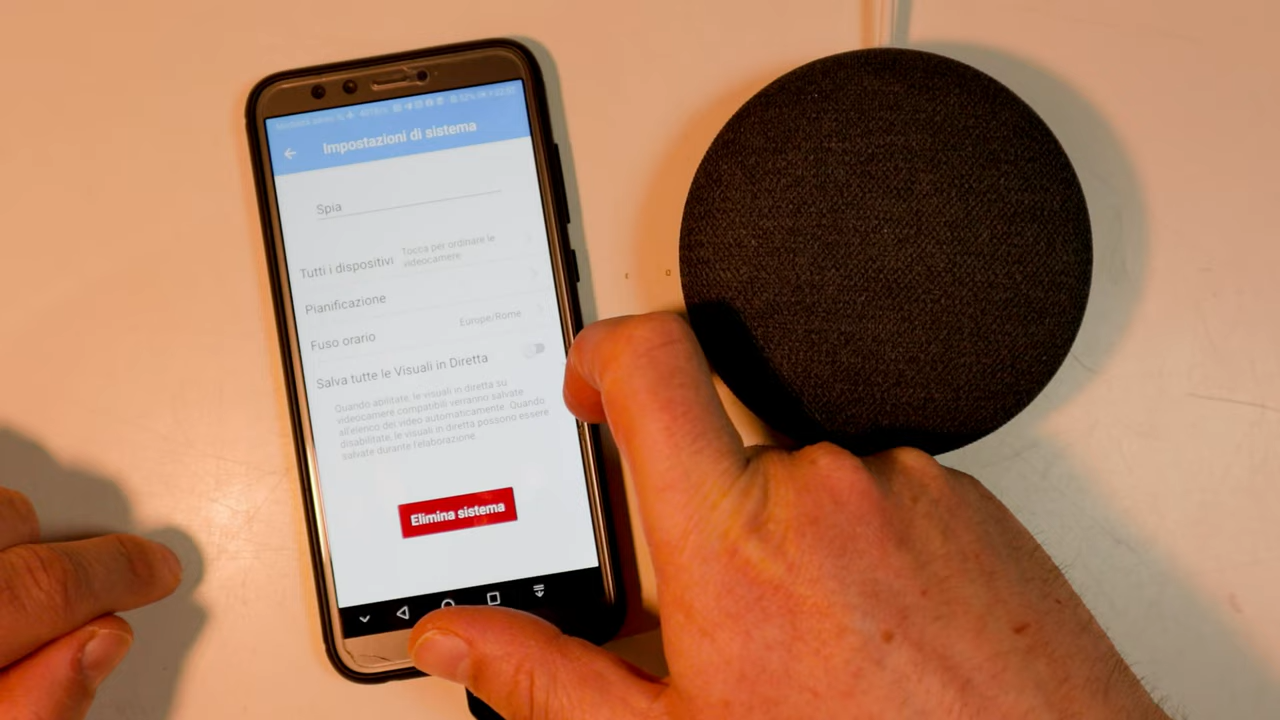 Impostazioni di sistema
Spia
Tutti i dispositivi
Tocca per ordinare le
videocamere
Pianificazione
Fuso orario
Europe/Rome
Salva tutte le Visuali in Diretta
Quando abilitate, le visuali in diretta su
videocamere compatibili verranno salvate
all'elenco dei video automaticamente. Quando
disabilitate, le visuali in diretta possono essere
salvate durante l'elaborazione.
Elimina sistema